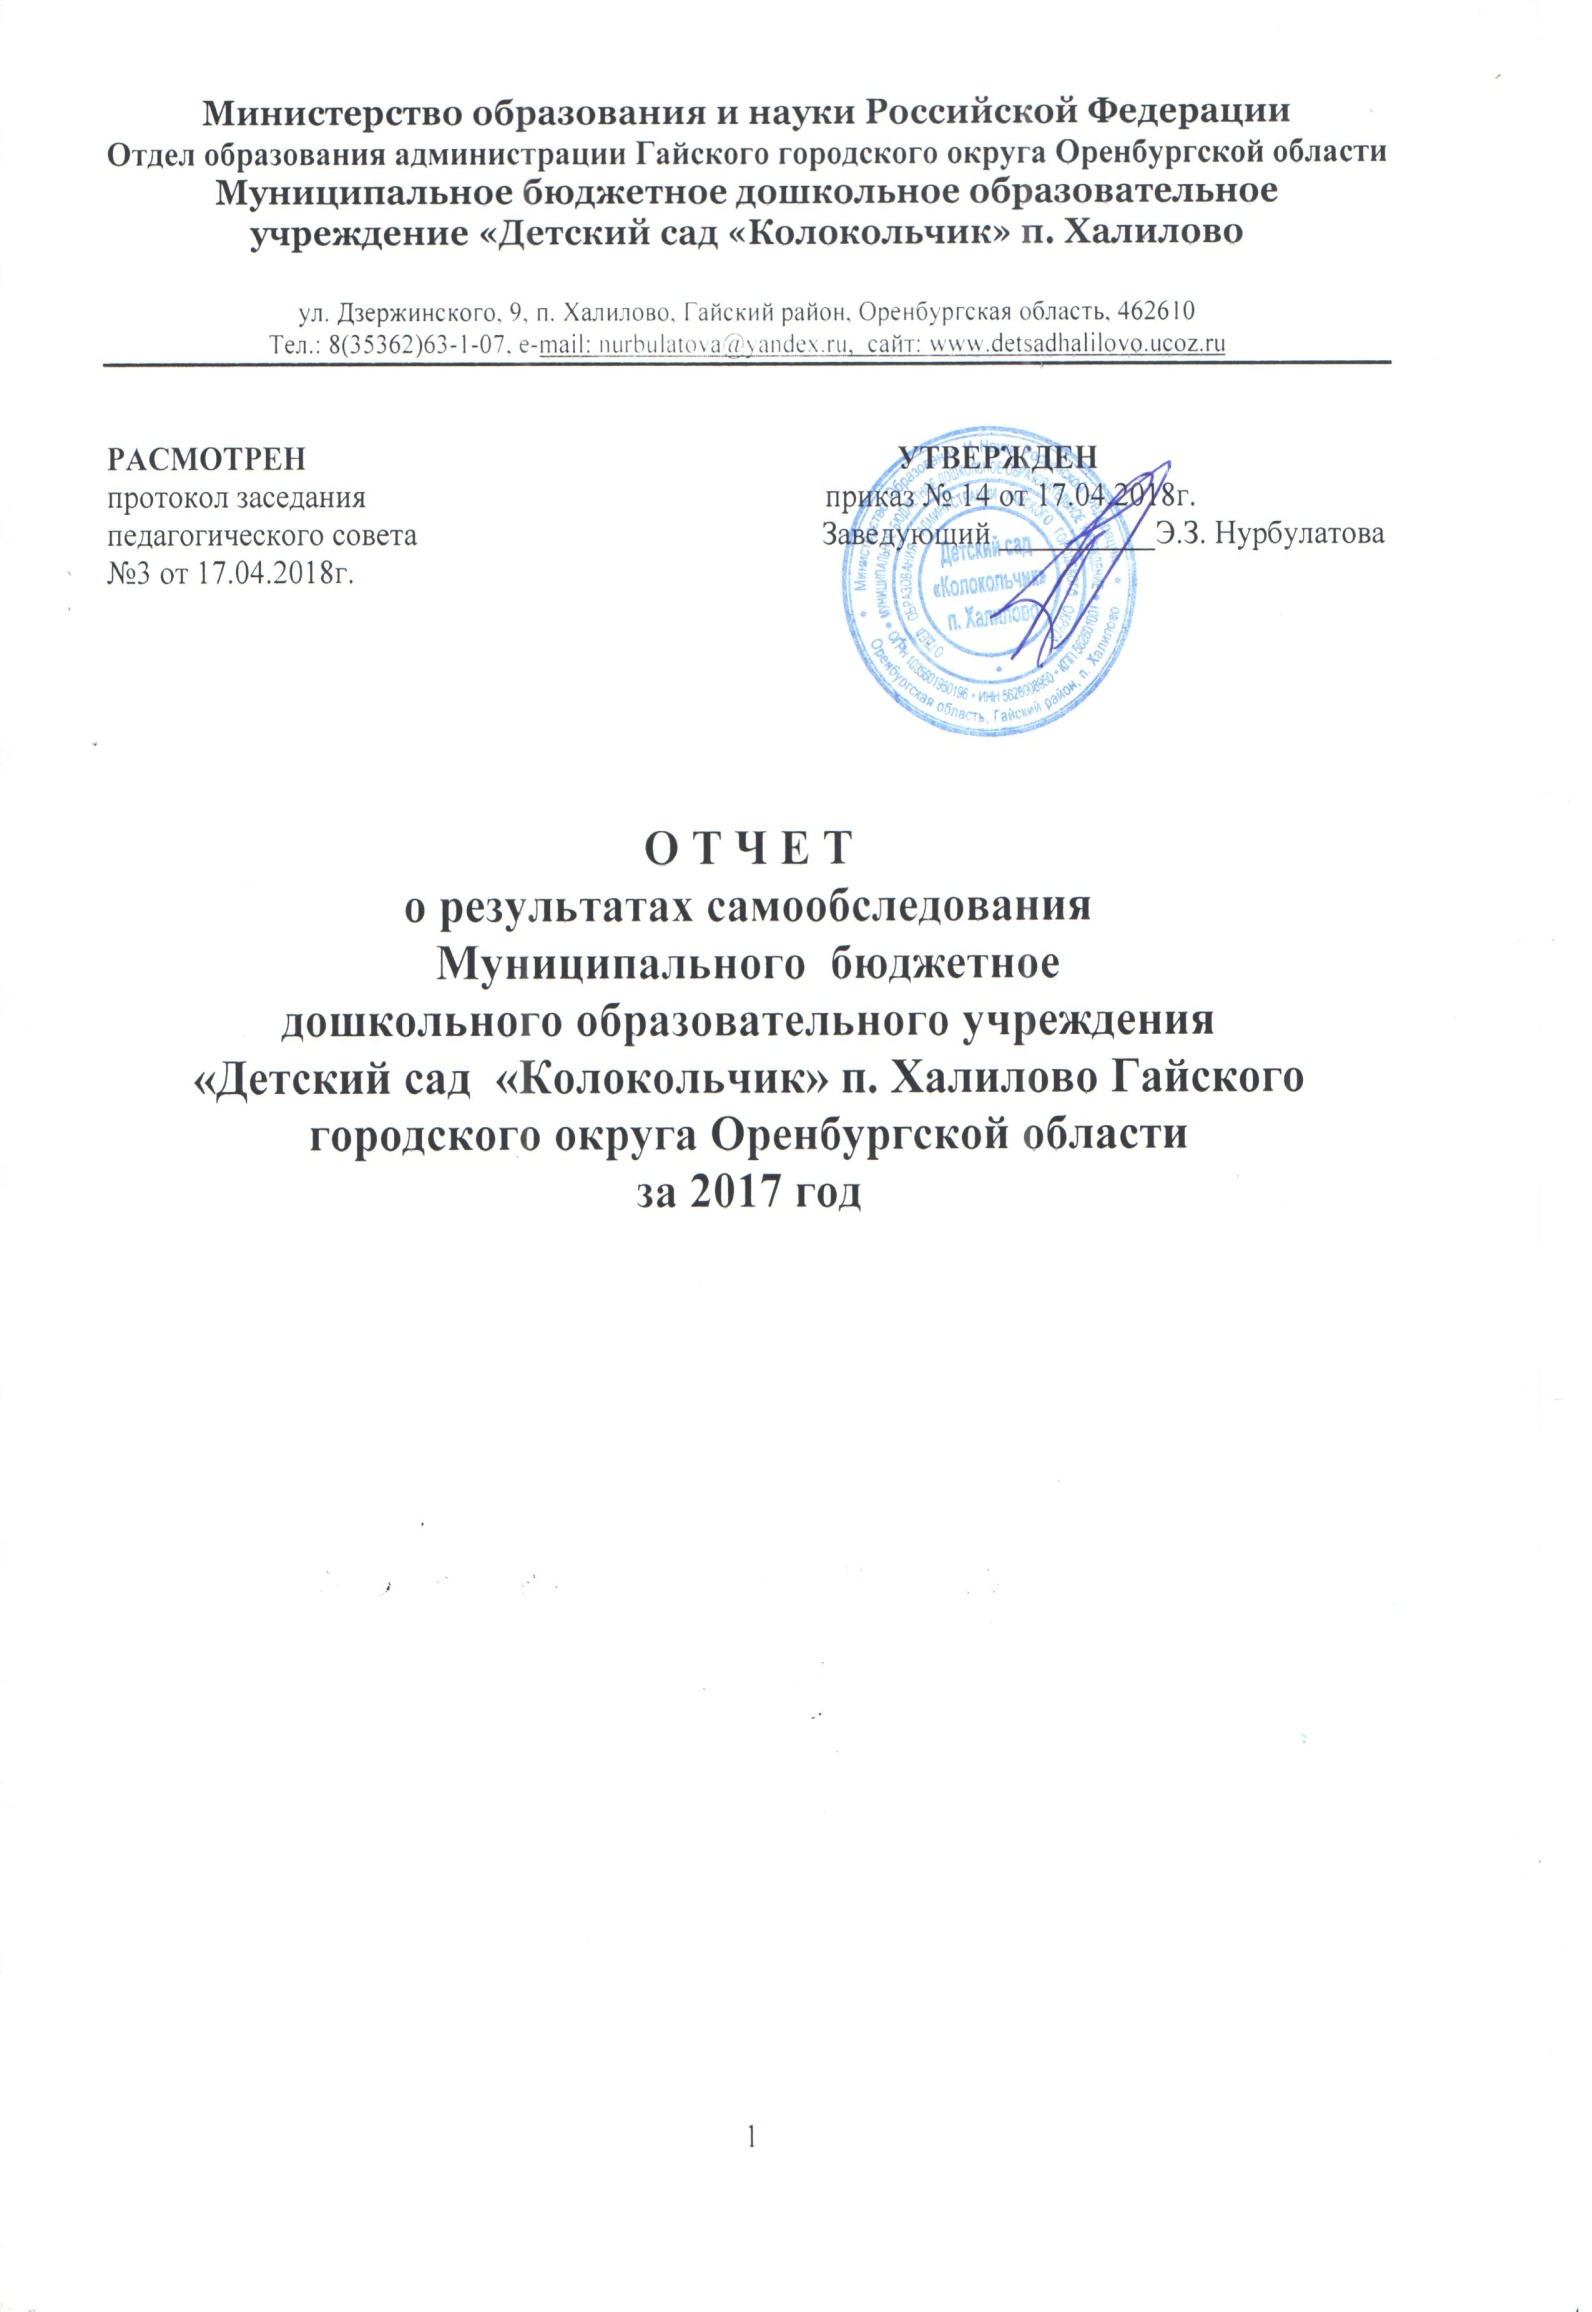 Министерство образования и науки Российской Федерации
Отдел образования администрации Гайского городского округа Оренбургской области
Муниципальное бюджетное дошкольное образовательное
учреждение «Детский сад «Колокольчик» п. Халилово
ул. Дзержинского, 9, п. Халилово, Гайский район, Оренбургская область, 462610
Тел.: 8(35362)63-1-07, e-mail: nurbulatova@yandex.ru, сайт: www.detsadhalilovo.ucoz.ru
РАСМОТРЕН
протокол заседания
педагогического совета
№3 от 17.04.2018г.
УТВЕРЖДЕН
приказ № 14 от 17.04.2018г.
Заведующий__________Э.З. Нурбулатова
Детский сад
«Колокольчик»
п. Халилово
Оренбургская область, Гайский район, п. Халилово
О Т Ч Е Т
о результатах самообследования
Муниципального бюджетное
дошкольного образовательного учреждения
«Детский сад «Колокольчик» п. Халилово Гайского
городского округа Оренбургской области
за 2017 год
1